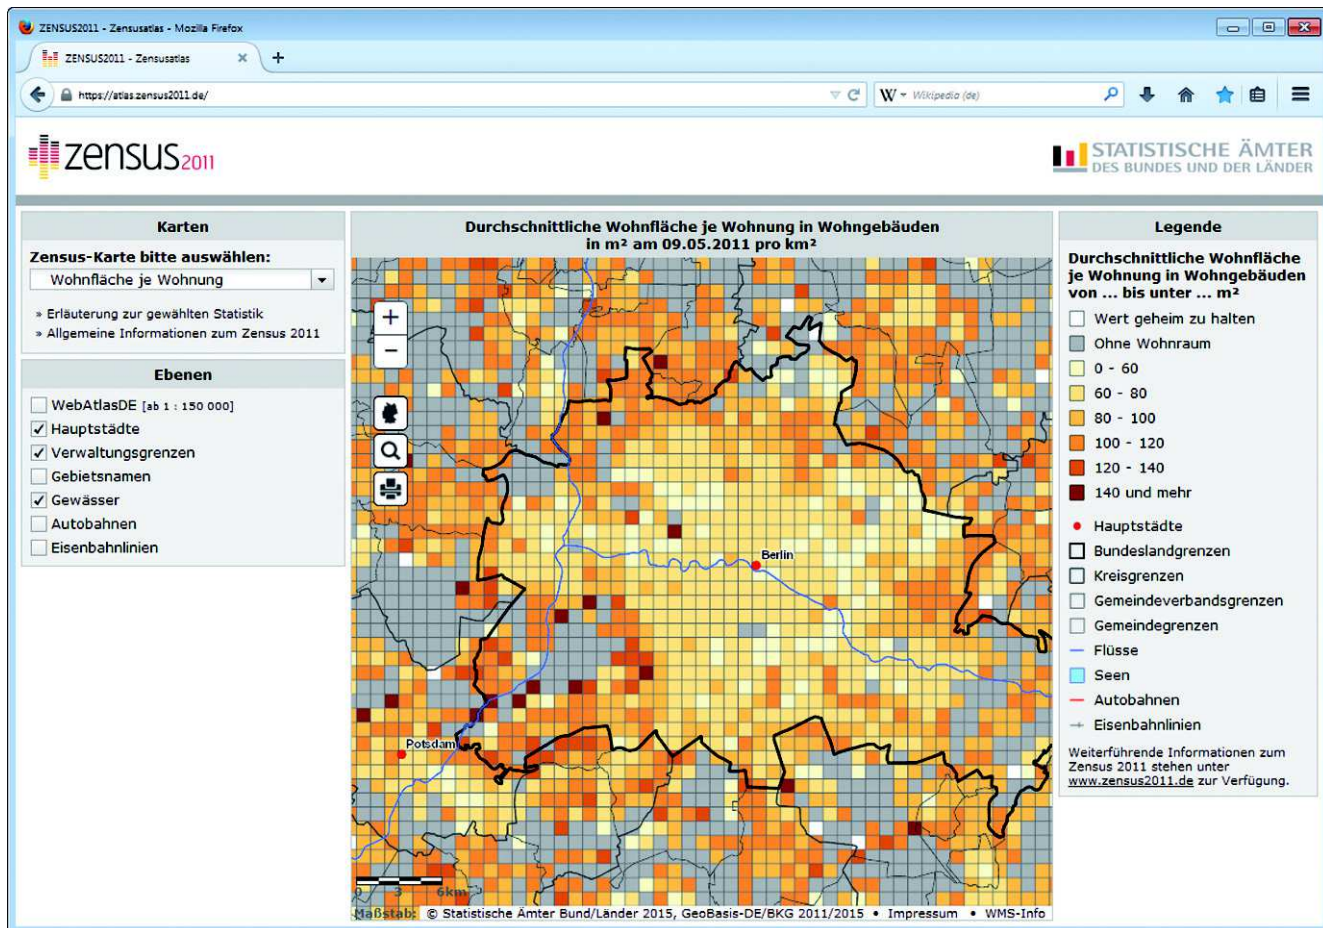 ZENSUS2011 - Zensusatlas - Mozilla Firefox
ZENSUS2011 - Zensusatlas
https://atlas.zensus2011.de/
W Wikipedia (de)
zensus 2011
STATISTISCHE ÄMTER
DES BUNDES UND DER LÄNDER
Karten
Zensus-Karte bitte auswählen:
Wohnfläche je Wohnung
» Erläuterung zur gewählten Statistik
» Allgemeine Informationen zum Zensus 2011
Ebenen
WebAtlasDE [ab 1 : 150 000]
Hauptstädte
Verwaltungsgrenzen
Gebietsnamen
Gewässer
Autobahnen
Eisenbahnlinien
Durchschnittliche Wohnfläche je Wohnung in Wohngebäuden
in m² am 09.05.2011 pro km²
Berlin
Potsdam
0 3 6km
Maßstab: © Statistische Ämter Bund/Länder 2015, GeoBasis-DE/BKG 2011/2015 • Impressum • WMS-Info
Legende
Durchschnittliche Wohnfläche
je Wohnung in Wohngebäuden
von ... bis unter ... m²
Wert geheim zu halten
Ohne Wohnraum
0 - 60
60 - 80
80 - 100
100 - 120
120 - 140
140 und mehr
Hauptstädte
Bundeslandgrenzen
Kreisgrenzen
Gemeindeverbandsgrenzen
Gemeindegrenzen
Flüsse
Seen
Autobahnen
Eisenbahnlinien
Weiterführende Informationen zum
Zensus 2011 stehen unter
www.zensus2011.de zur Verfügung.